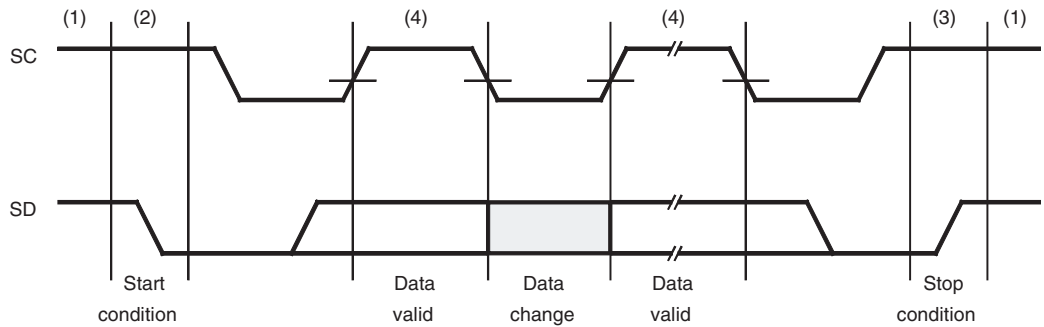 (1) (2) (4) (4) (3) (1)
SC
SD
Start condition
Data valid
Data change
Data valid
Stop condition